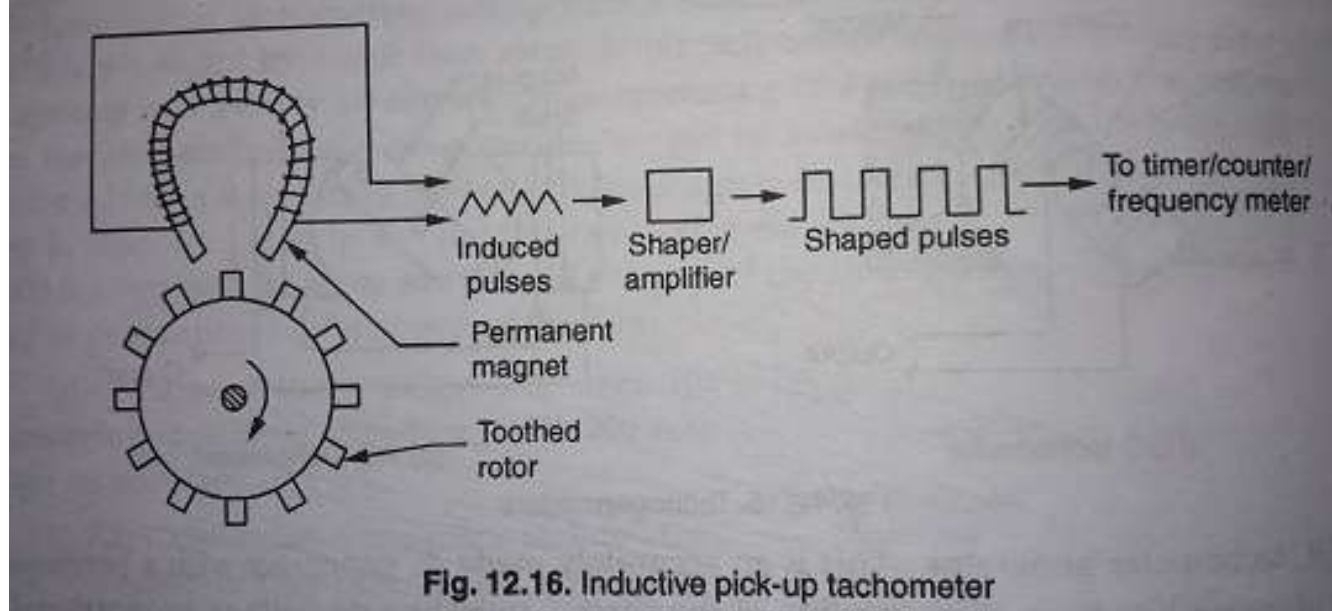 To timer/counter/
frequency meter
Induced
pulses
Shaper/
amplifier
Shaped pulses
Permanent
magnet
Toothed
rotor
Fig. 12.16. Inductive pick-up tachometer